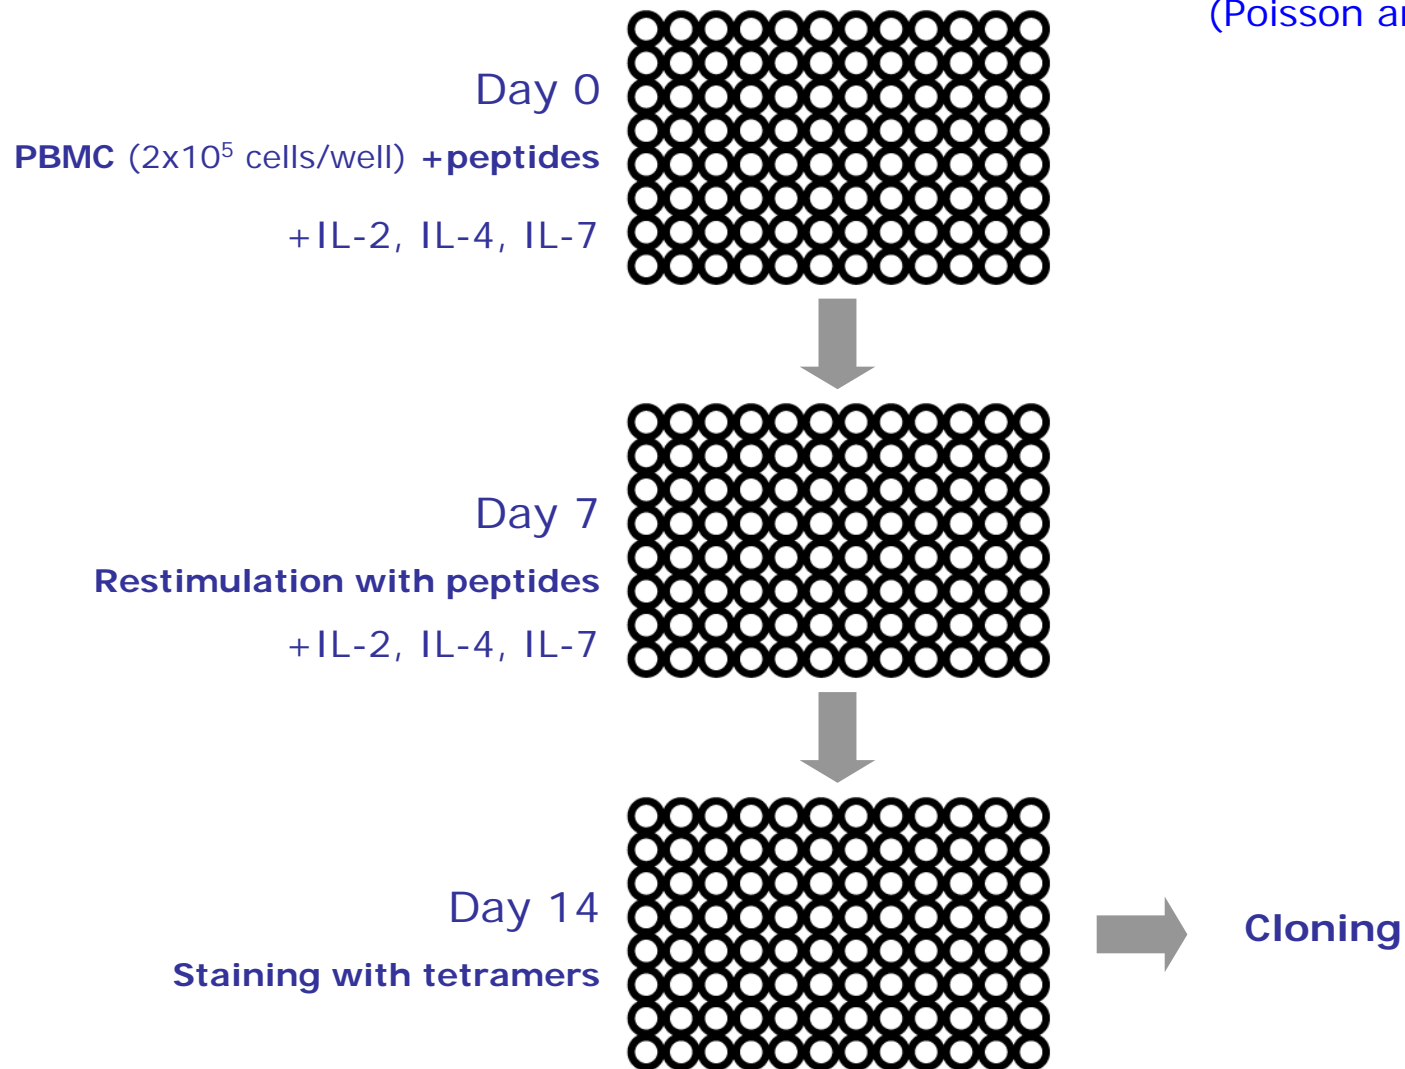 (Poisson
Day 0
PBMC (2x10⁵ cells/well) +peptides
+IL-2, IL-4, IL-7
Day 7
Restimulation with peptides
+IL-2, IL-4, IL-7
Day 14
Staining with tetramers
Cloning